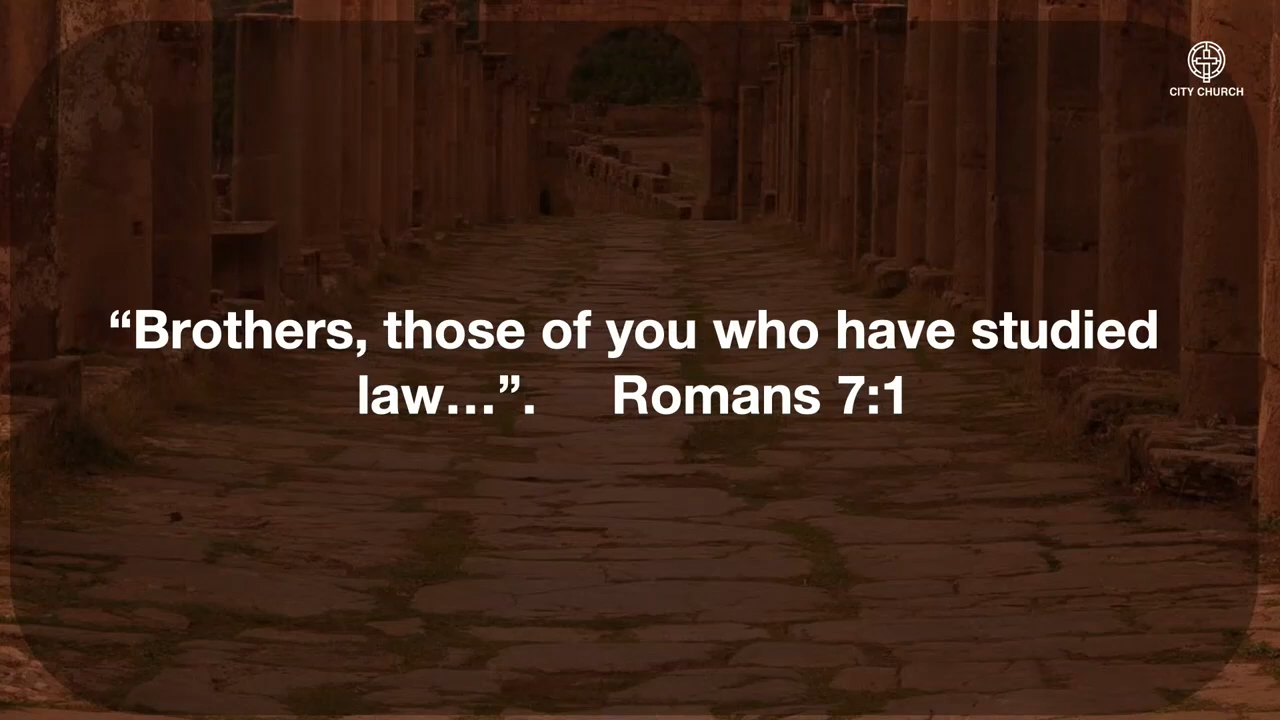 CITY CHURCH
“Brothers, those of you who have studied
law…”. Romans 7:1